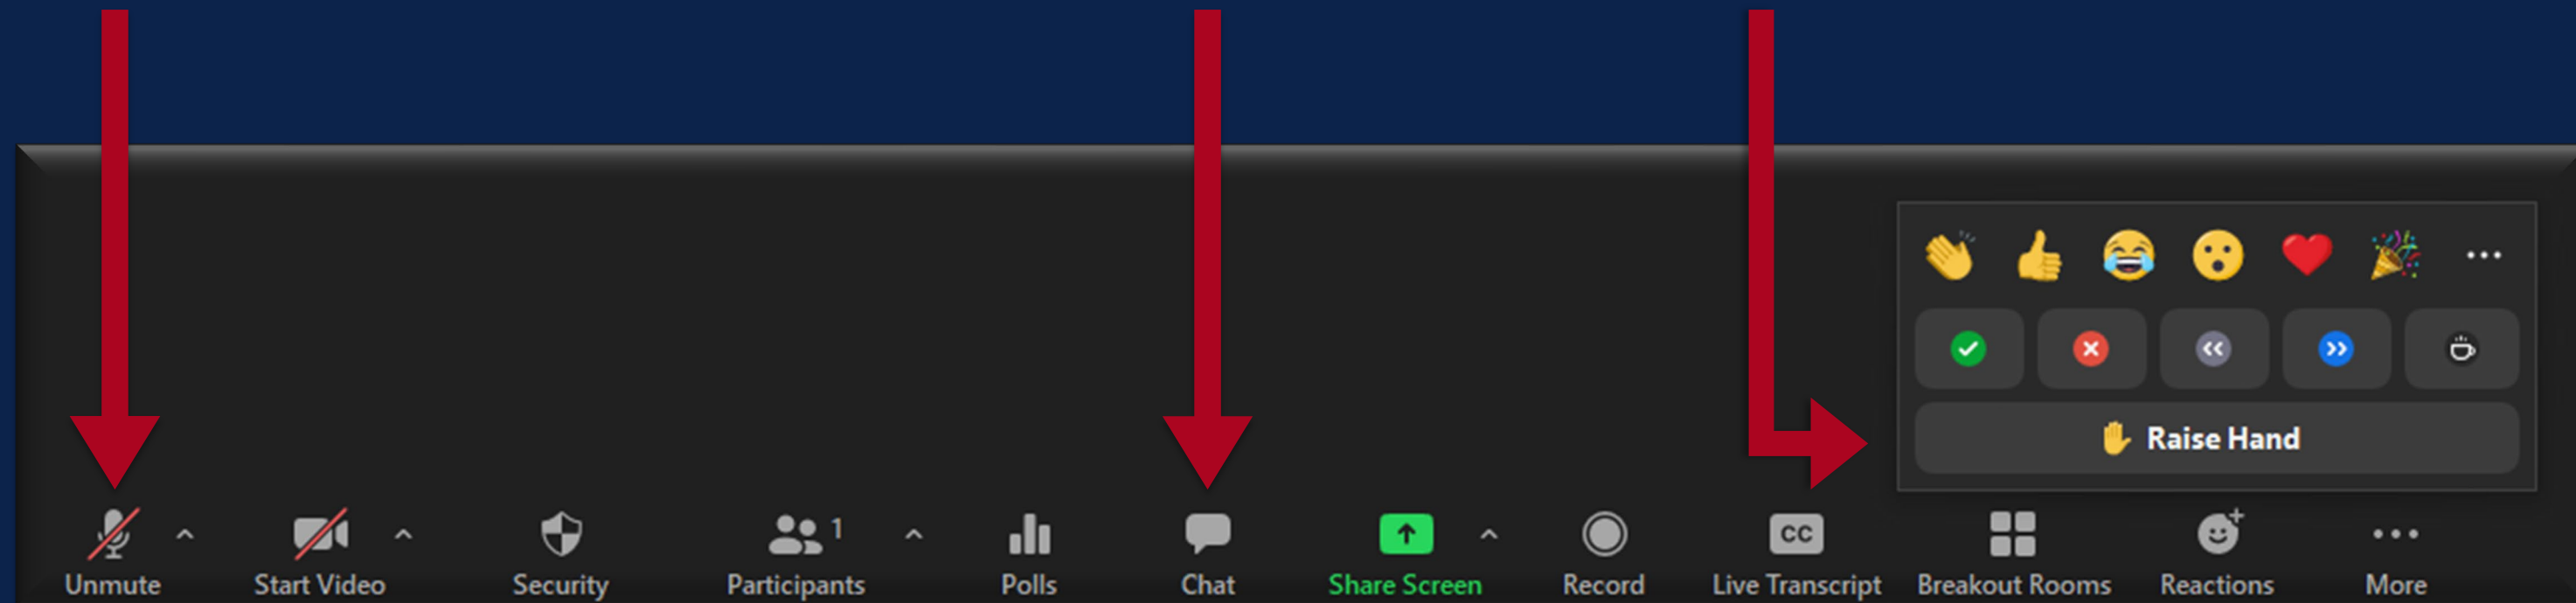 Raise Hand
1
CC
Unmute Start Video Security Participants Polls Chat Share Screen Record Live Transcript Breakout Rooms Reactions More